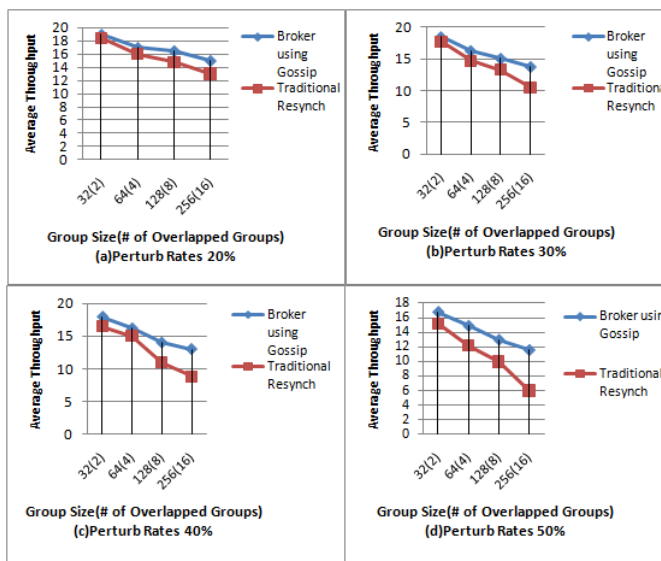 Average Throughput
20
18
16
14
12
10
8
6
4
2
0
32(2)
64(4)
128(8)
256(16)
Broker
using
Gossip
Traditional
Resynch
Group Size(# of Overlapped Groups)
(a)Perturb Rates 20%
Average Throughput
20
15
10
5
0
32(2)
64(4)
128(8)
256(16)
Broker
using
Gossip
Traditional
Resynch
Group Size(# of Overlapped Groups)
(b)Perturb Rates 30%
Average Throughput
20
15
10
5
0
32(2)
64(4)
128(8)
256(16)
Broker
using
Gossip
Traditional
Resynch
Group Size(# of Overlapped Groups)
(c)Perturb Rates 40%
Average Throughput
18
16
14
12
10
8
6
4
2
0
32(2)
64(4)
128(8)
256(16)
Broker usin
Gossip
Traditional
Resynch
Group Size(# of Overlapped Groups)
(d)Perturb Rates 50%